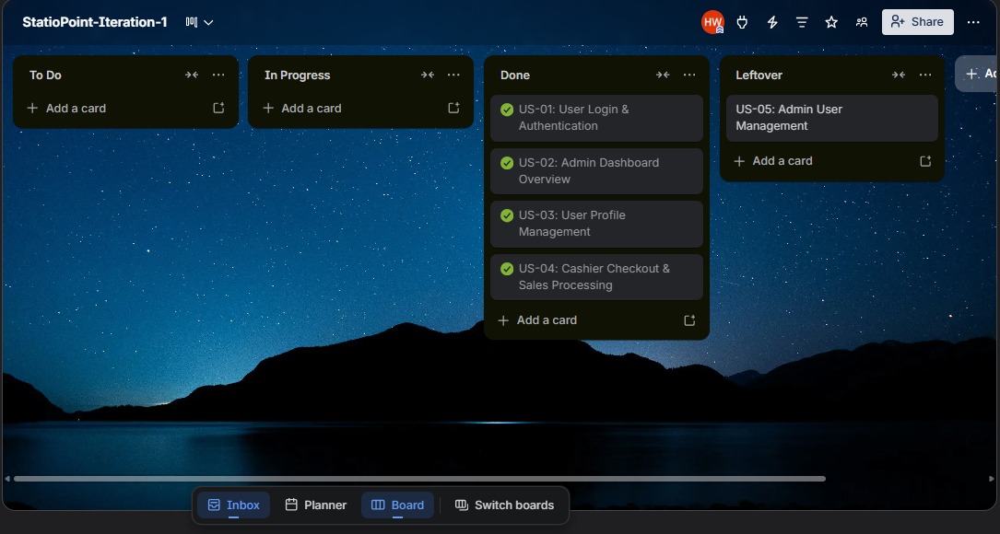 StatioPoint-Iteration-1
HW
Share
To Do
Add a card
In Progress
Add a card
Done
US-01: User Login &
Authentication
US-02: Admin Dashboard
Overview
US-03: User Profile
Management
US-04: Cashier Checkout &
Sales Processing
Add a card
Leftover
US-05: Admin User
Management
Add a card
Inbox
Planner
Board
Switch boards